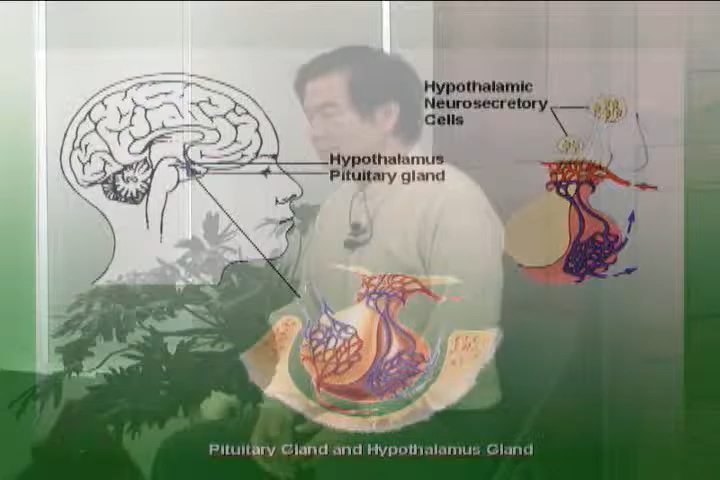 Hypothalamic
Neurosecretory
Cells
Hypothalamus
Pituitary gland
Pituitary Gland and Hypothalamus Gland